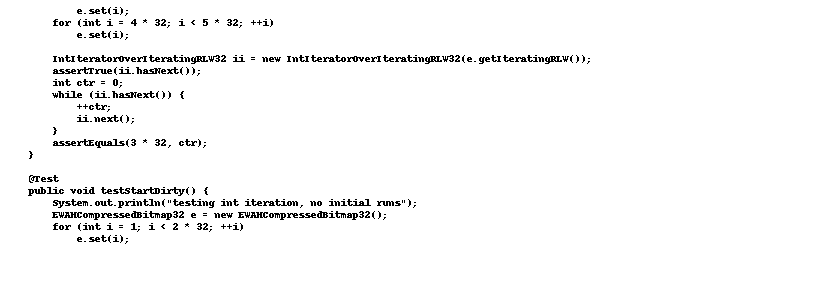 e.set(i);
        for (int i = 4 * 32; i < 5 * 32; ++i)
            e.set(i);

        IntIteratorOverIteratingRLW32 ii = new IntIteratorOverIteratingRLW32(e.getIteratingRLW());
        assertTrue(ii.hasNext());
        int ctr = 0;
        while (ii.hasNext()) {
            ++ctr;
            ii.next();
        }
        assertEquals(3 * 32, ctr);
    }

    @Test
    public void testStartDirty() {
        System.out.println("testing int iteration, no initial runs");
        EWAHCompressedBitmap32 e = new EWAHCompressedBitmap32();
        for (int i = 1; i < 2 * 32; ++i)
            e.set(i);